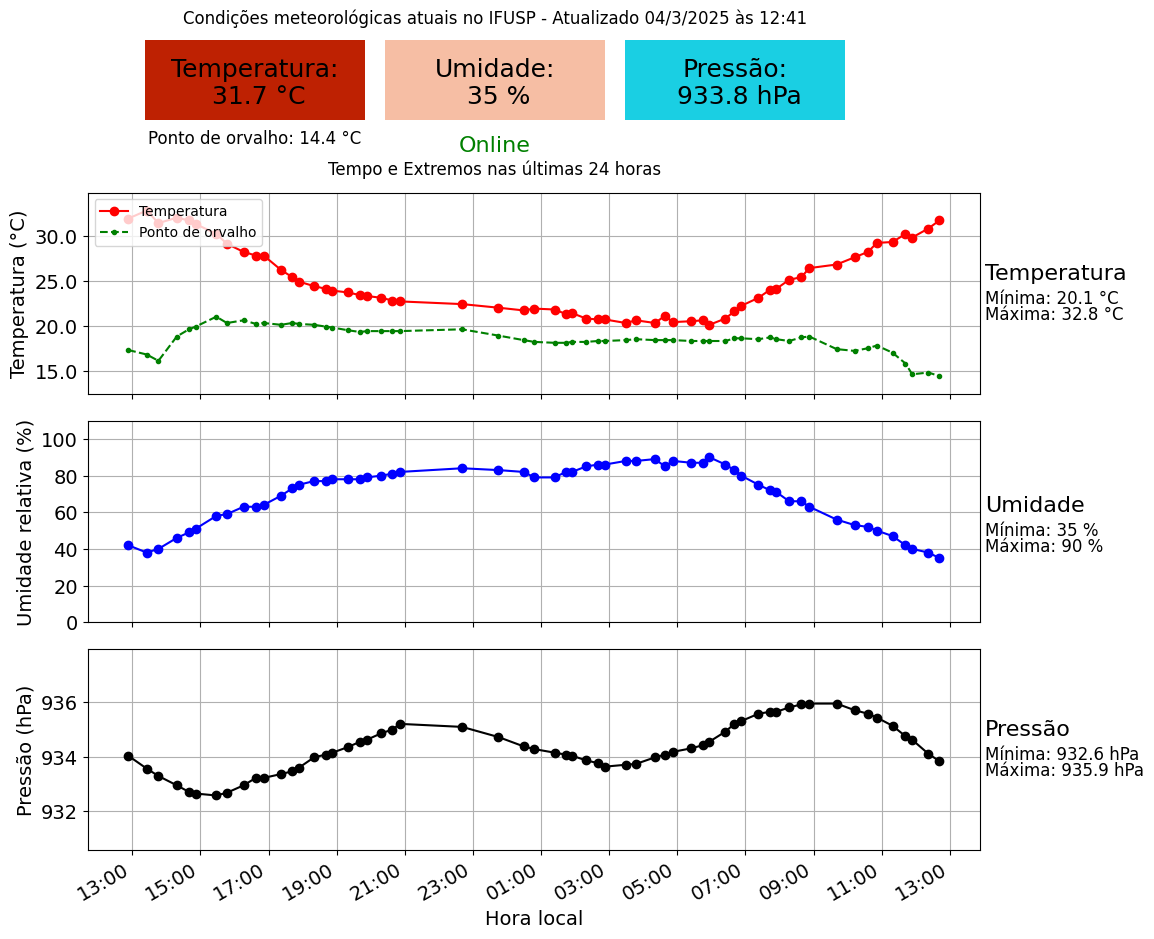 Condições meteorológicas atuais no IFUSP - Atualizado 04/3/2025 às 12:41
Temperatura:
31.7 °C
Umidade:
35 %
Pressão:
933.8 hPa
Ponto de orvalho: 14.4 °C
Online
Tempo e Extremos nas últimas 24 horas
Temperatura (°C)
30.0
25.0
20.0
15.0
Temperatura
Ponto de orvalho
Temperatura
Mínima: 20.1 °C
Máxima: 32.8 °C
Umidade relativa (%)
100
80
60
40
20
0
Umidade
Mínima: 35 %
Máxima: 90 %
Pressão (hPa)
936
934
932
Pressão
Mínima: 932.6 hPa
Máxima: 935.9 hPa
13:00 15:00 17:00 19:00 21:00 23:00 01:00 03:00 05:00 07:00 09:00 11:00 13:00
Hora local